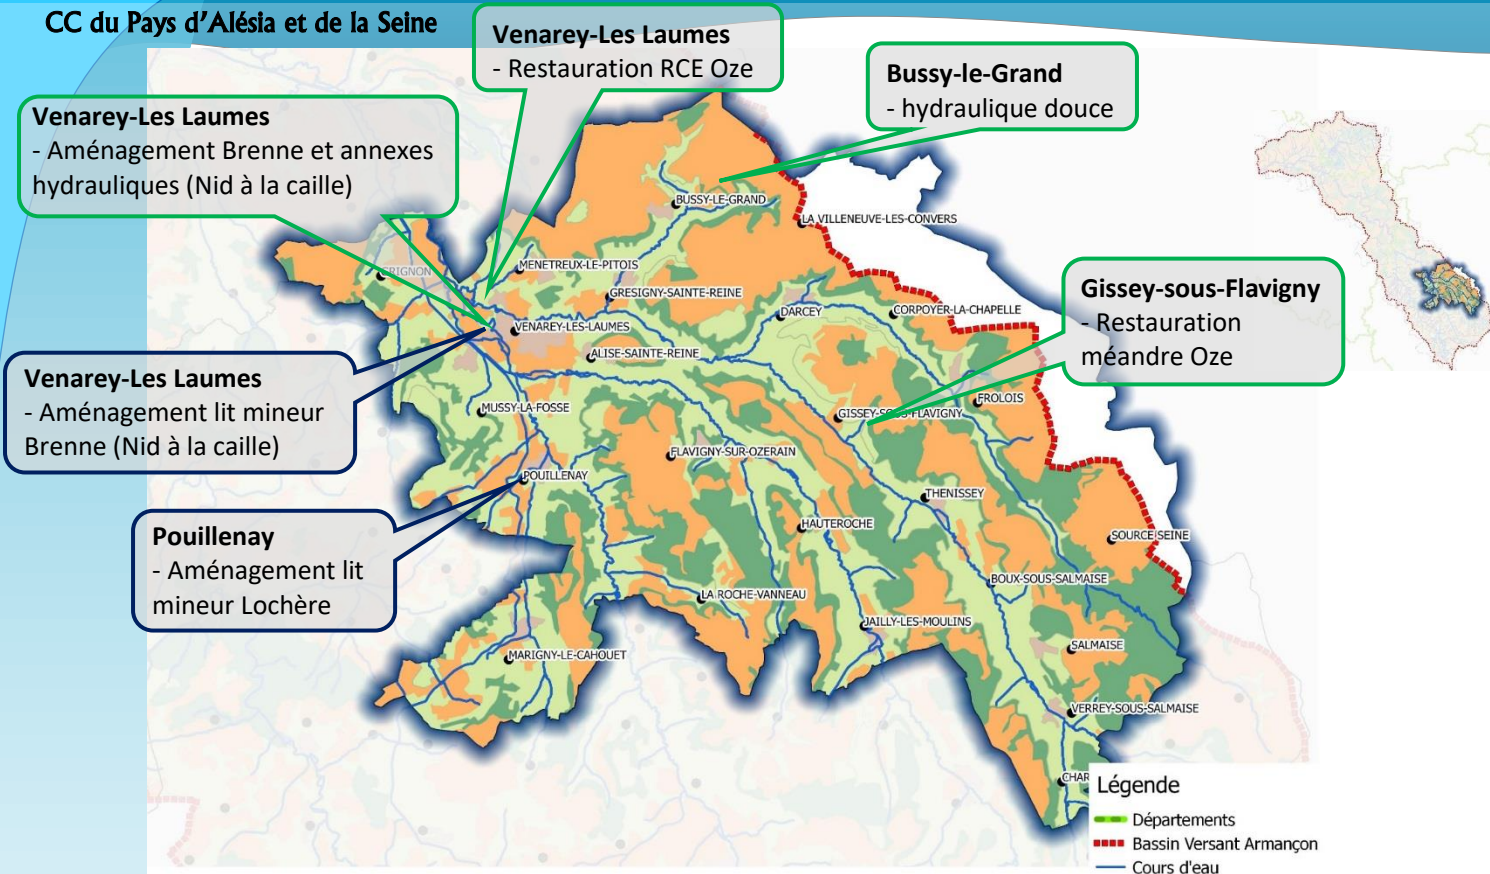 CC du Pays d'Alésia et de la Seine
Venarey-Les Laumes
- Restauration RCE Oze
Bussy-le-Grand
- hydraulique douce
Venarey-Les Laumes
- Aménagement Brenne et annexes
hydrauliques (Nid à la caille)
Gissey-sous-Flavigny
- Restauration
méandre Oze
Venarey-Les Laumes
- Aménagement lit mineur
Brenne (Nid à la caille)
Pouillenay
- Aménagement lit
mineur Lochère
BUSSY-LE-GRAND
LA VILLENEUVE-LES-CONVERS
GRIGNON
MENETREUX-LE-PITOIS
GRESIGNY-SAINTE-REINE
DARCEY
CORPOYER-LA-CHAPELLE
VENAREY-LES-LAUMES
ALISE-SAINTE-REINE
MUSSY-LA-FOSSE
GISSEY-SOUS-FLAVIGNY
FROLOIS
FLAVIGNY-SUR-OZERAIN
POUILLENAY
THENISSEY
HAUTEROCHE
SOURCE SEINE
BOUX-SOUS-SALMAISE
LA ROCHE-VANNEAU
JAILLY-LES-MOULINS
SALMAISE
MARIGNY-LE-CAHOUET
VERREY-SOUS-SALMAISE
CHAR
Légende
Départements
Bassin Versant Armançon
Cours d'eau